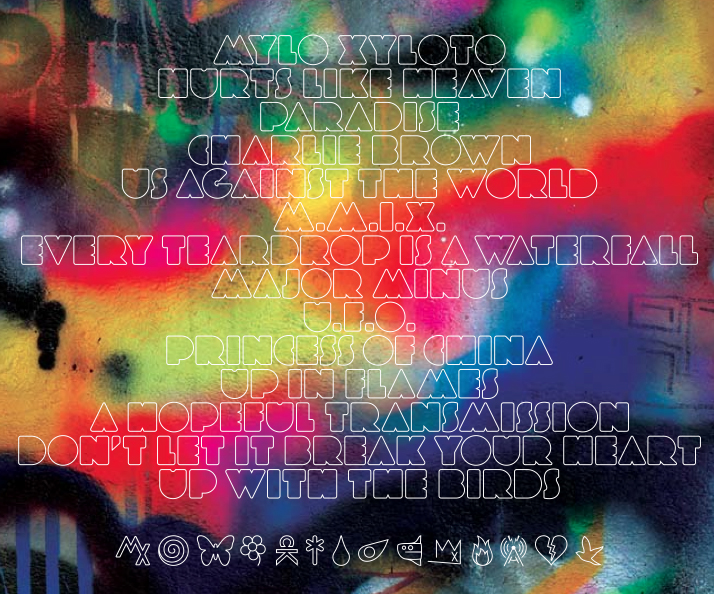 MYLO XYLOTO
HURTS LIKE HEAVEN
PARADISE
CHARLIE BROWN
US AGAINST THE WORLD
M.M.I.X.
EVERY TEARDROP IS A WATERFALL
MAJOR MINUS
U.F.O.
PRINCESS OF CHINA
UP IN FLAMES
A HOPEFUL TRANSMISSION
DON'T LET IT BREAK YOUR HEART
UP WITH THE BIRDS
MX